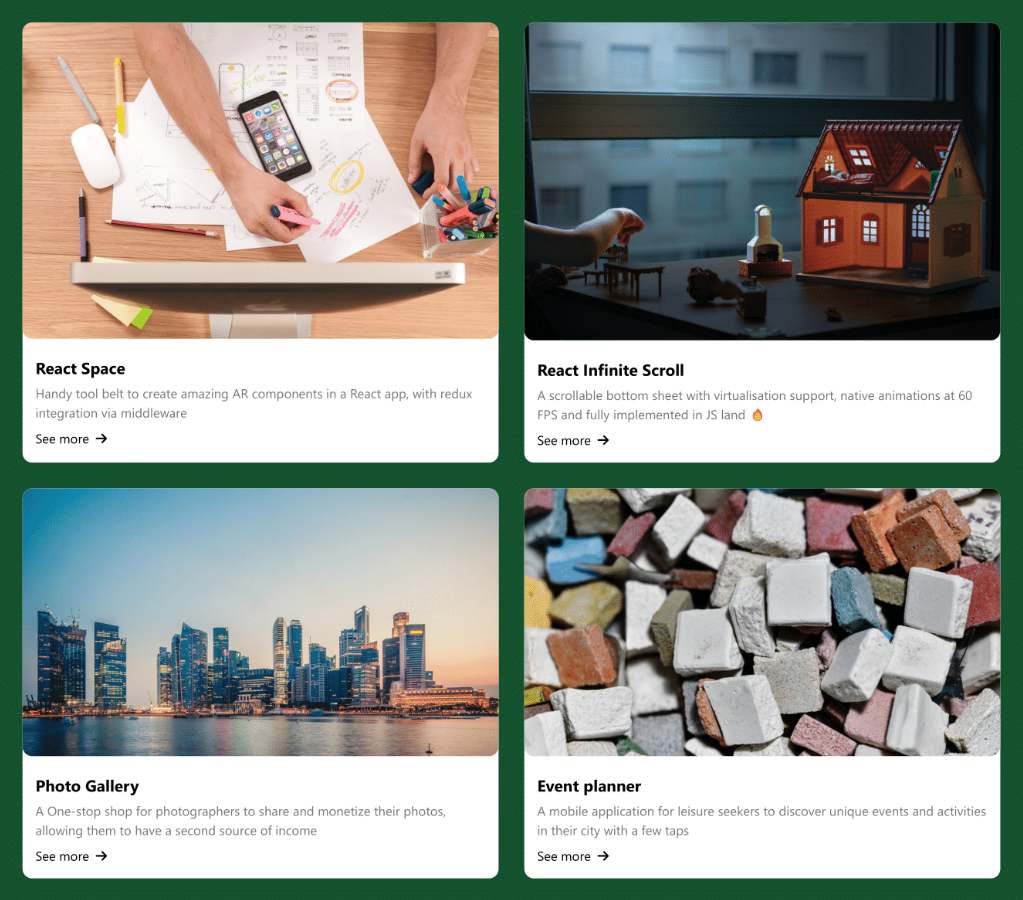 React Space
Handy tool belt to create amazing AR components in a React app, with redux
integration via middleware
See more →
React Infinite Scroll
A scrollable bottom sheet with virtualisation support, native animations at 60
FPS and fully implemented in JS land 🔥
See more →
Photo Gallery
A One-stop shop for photographers to share and monetize their photos,
allowing them to have a second source of income
See more →
Event planner
A mobile application for leisure seekers to discover unique events and activities
in their city with a few taps
See more →